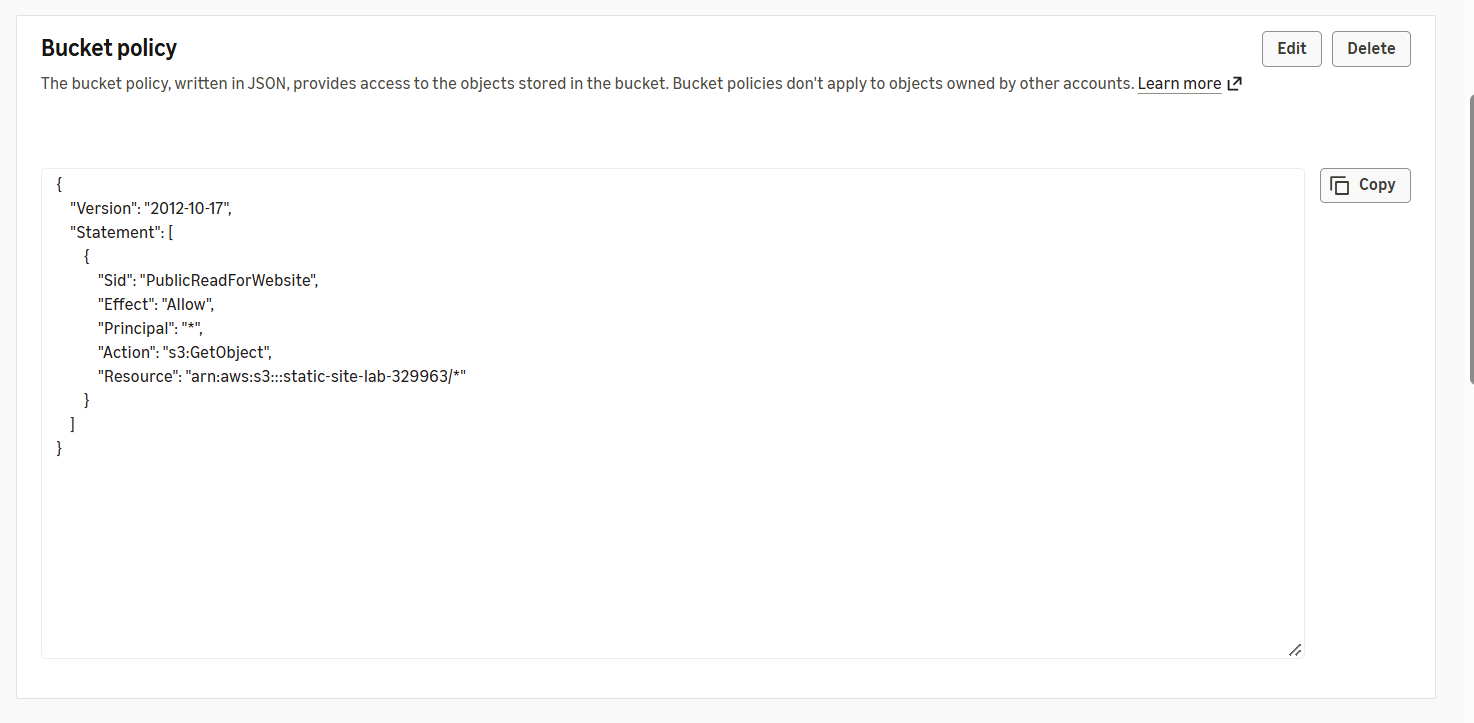 Bucket policy
Edit
Delete
The bucket policy, written in JSON, provides access to the objects stored in the bucket. Bucket policies don't apply to objects owned by other accounts. Learn more
Copy
{
"Version": "2012-10-17",
"Statement": [
{
"Sid": "PublicReadForWebsite",
"Effect": "Allow",
"Principal": "*",
"Action": "s3:GetObject",
"Resource": "arn:aws:s3:::static-site-lab-329963/*"
}
]
}